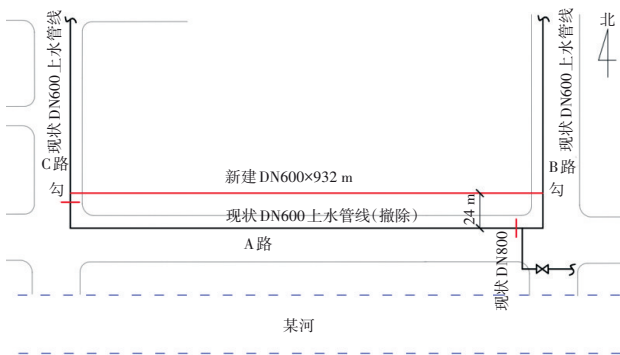 现状DN600上水管线
现状DN600上水管线
北
C路
B路
勾
勾
新建DN600×932 m
24 m
现状DN600上水管线(撤除)
A路
现状DN800
某河